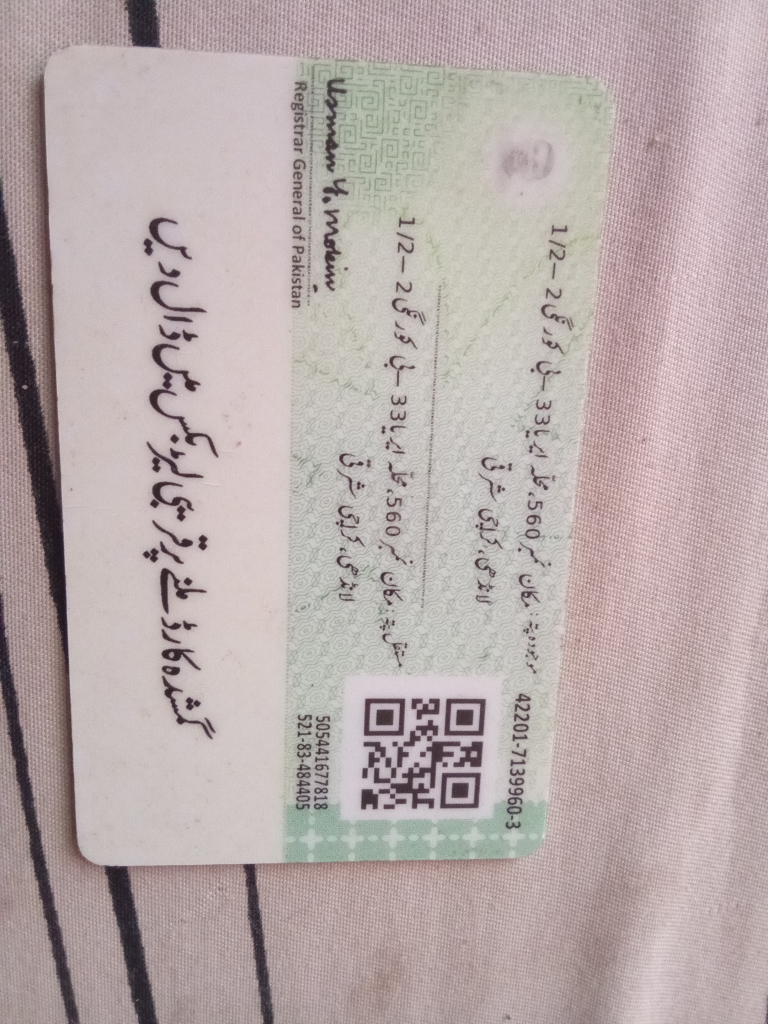 42201-7139960-3
موجودہ پتہ: مکان نمبر 560، محلہ ایریا 33 ـ بی کورنگی 2 – 1/2
لانڈھی، کراچی شرقی
مستقل پتہ: مکان نمبر 560، محلہ ایریا 33 ـ بی کورنگی 2 – 1/2
لانڈھی، کراچی شرقی
505441677818
521-83-484405
Usman Y. Mobin
Registrar General of Pakistan
گمشدہ کارڈ ملنے پر قریبی لیٹر بکس میں ڈال دیں